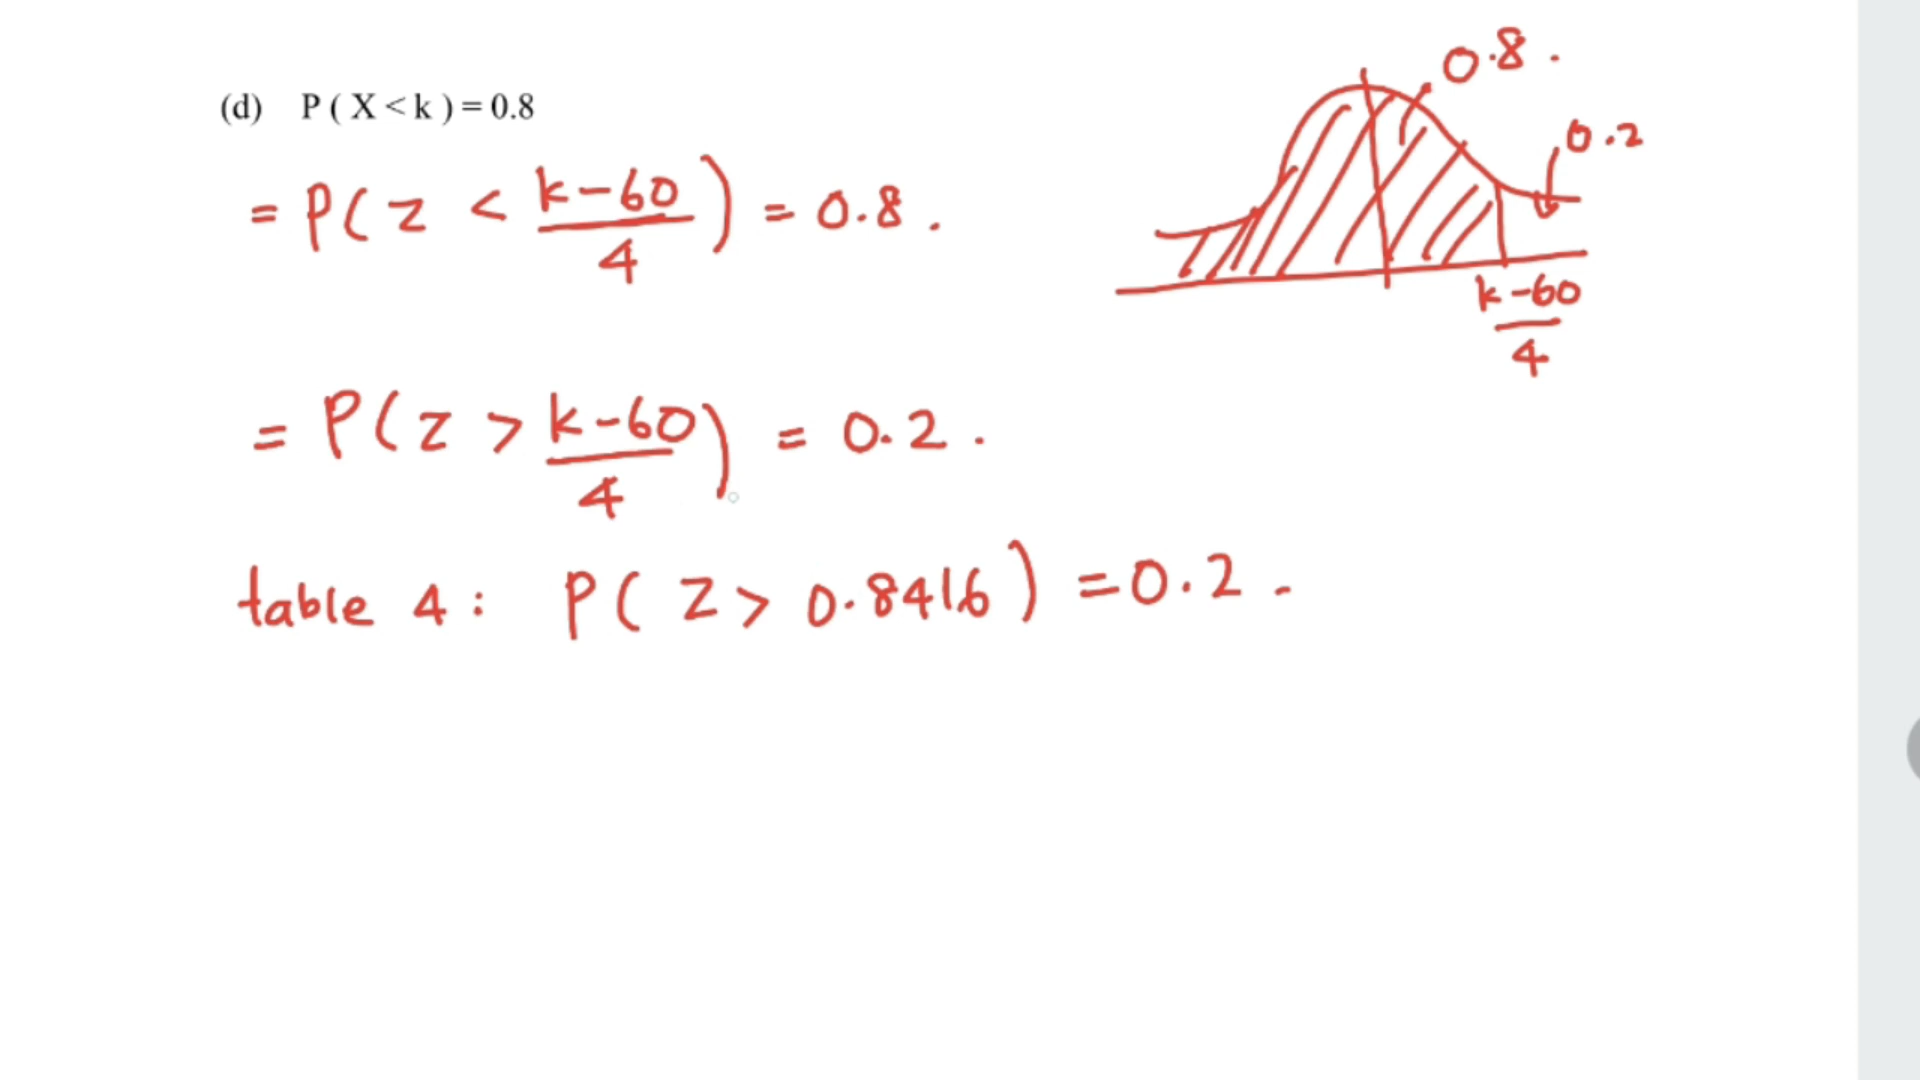 (d) P ( X < k ) = 0.8
= P( Z < (k-60)/4 ) = 0.8.
= P( Z > (k-60)/4 ) = 0.2.
table 4 : P( Z > 0.8416 ) = 0.2.
0.8.
0.2
(k-60)/4